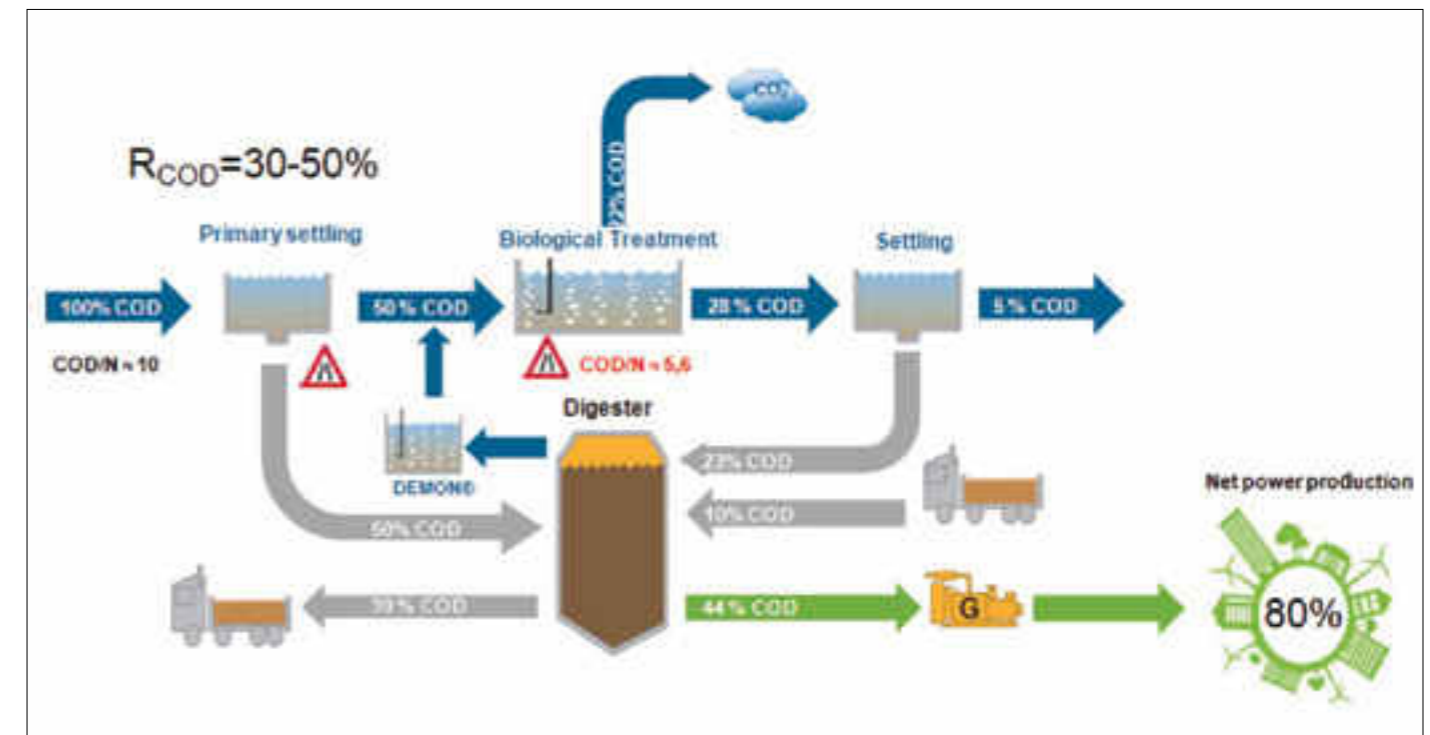 CO₂
R_COD=30-50%
22% COD
Primary settling
Biological Treatment
Settling
100% COD
50 % COD
28 % COD
5 % COD
COD/N ≈ 10
COD/N ≈ 5,6
Digester
DEMON®
23% COD
10% COD
50% COD
Net power production
39 % COD
44 % COD
G
80%